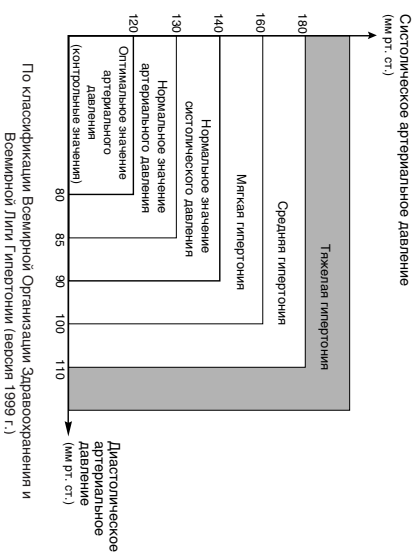 Систолическое артериальное давление
(мм рт. ст.)
180
160
140
130
120
Тяжелая гипертония
Средняя гипертония
Мягкая гипертония
Нормальное значение
систолического давления
Нормальное значение
артериального давления
Оптимальное значение
артериального
давления
(контрольные значения)
80
85
90
100
110
Диастолическое
артериальное
давление
(мм рт. ст.)
По классификации Всемирной Организации Здравоохранения и
Всемирной Лиги Гипертонии (версия 1999 г.)